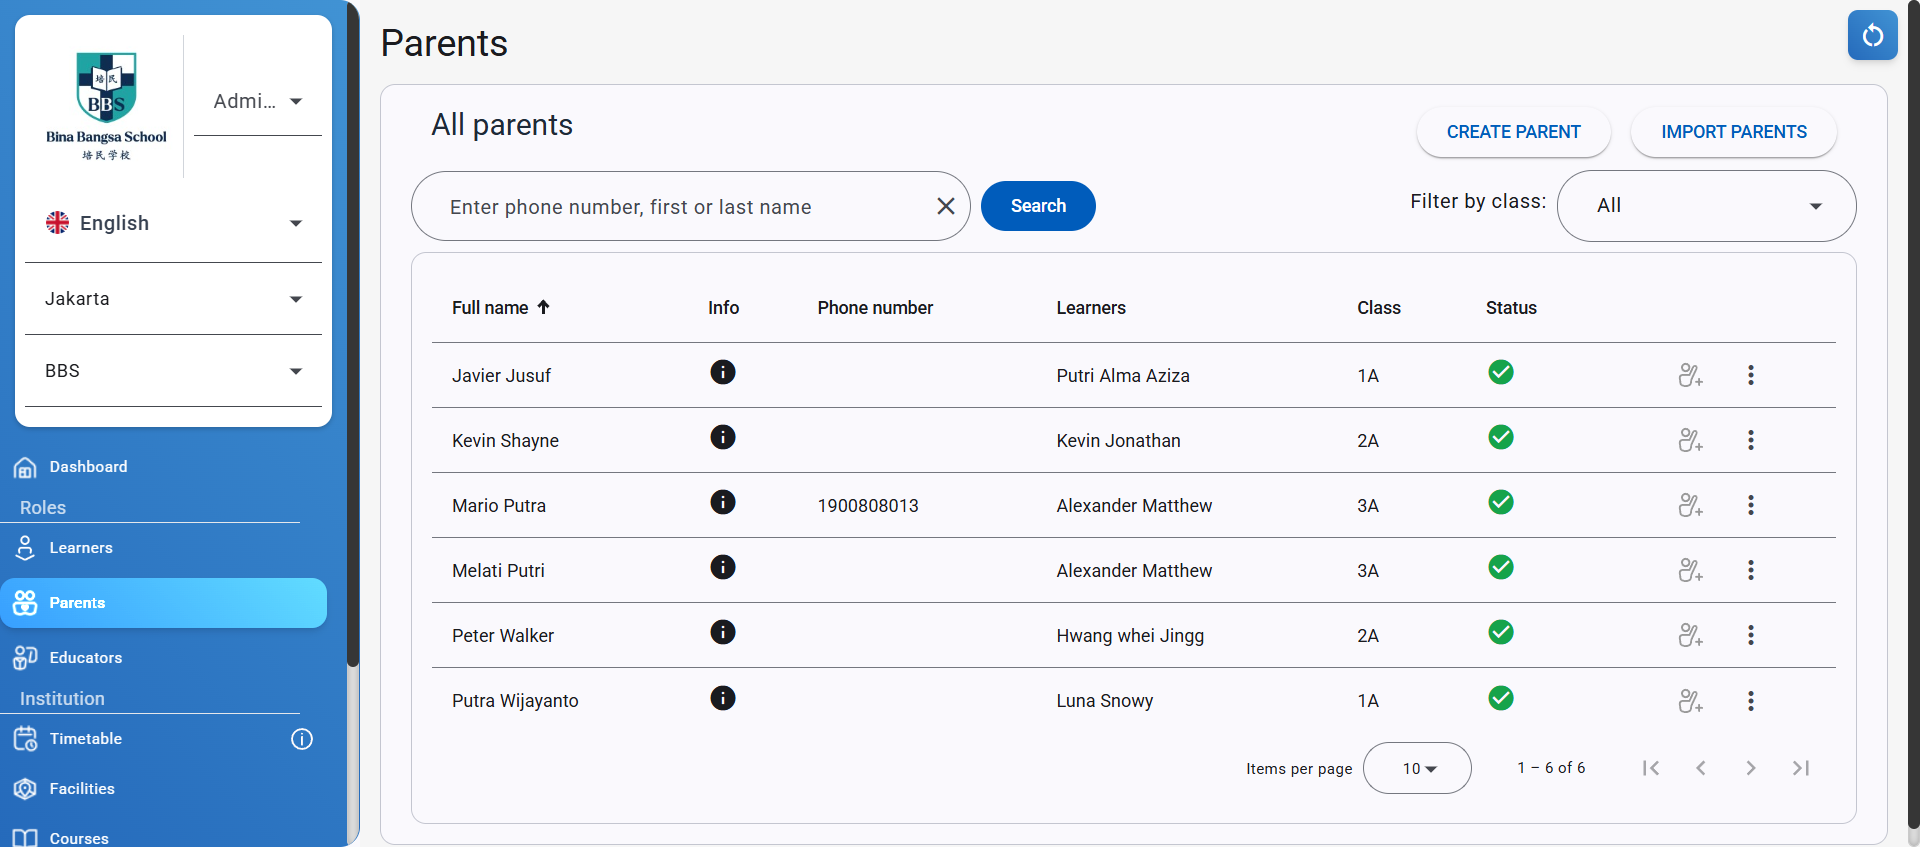 培 民
BBS
Bina Bangsa School
培民学校
Admi...
English
Jakarta
BBS
Dashboard
Roles
Learners
Parents
Educators
Institution
Timetable
Facilities
Courses
Parents
All parents
CREATE PARENT
IMPORT PARENTS
Enter phone number, first or last name
Search
Filter by class:
All
Full name Info Phone number Learners Class Status
Javier Jusuf Putri Alma Aziza 1A
Kevin Shayne Kevin Jonathan 2A
Mario Putra 1900808013 Alexander Matthew 3A
Melati Putri Alexander Matthew 3A
Peter Walker Hwang whei Jingg 2A
Putra Wijayanto Luna Snowy 1A
Items per page 10 1 – 6 of 6